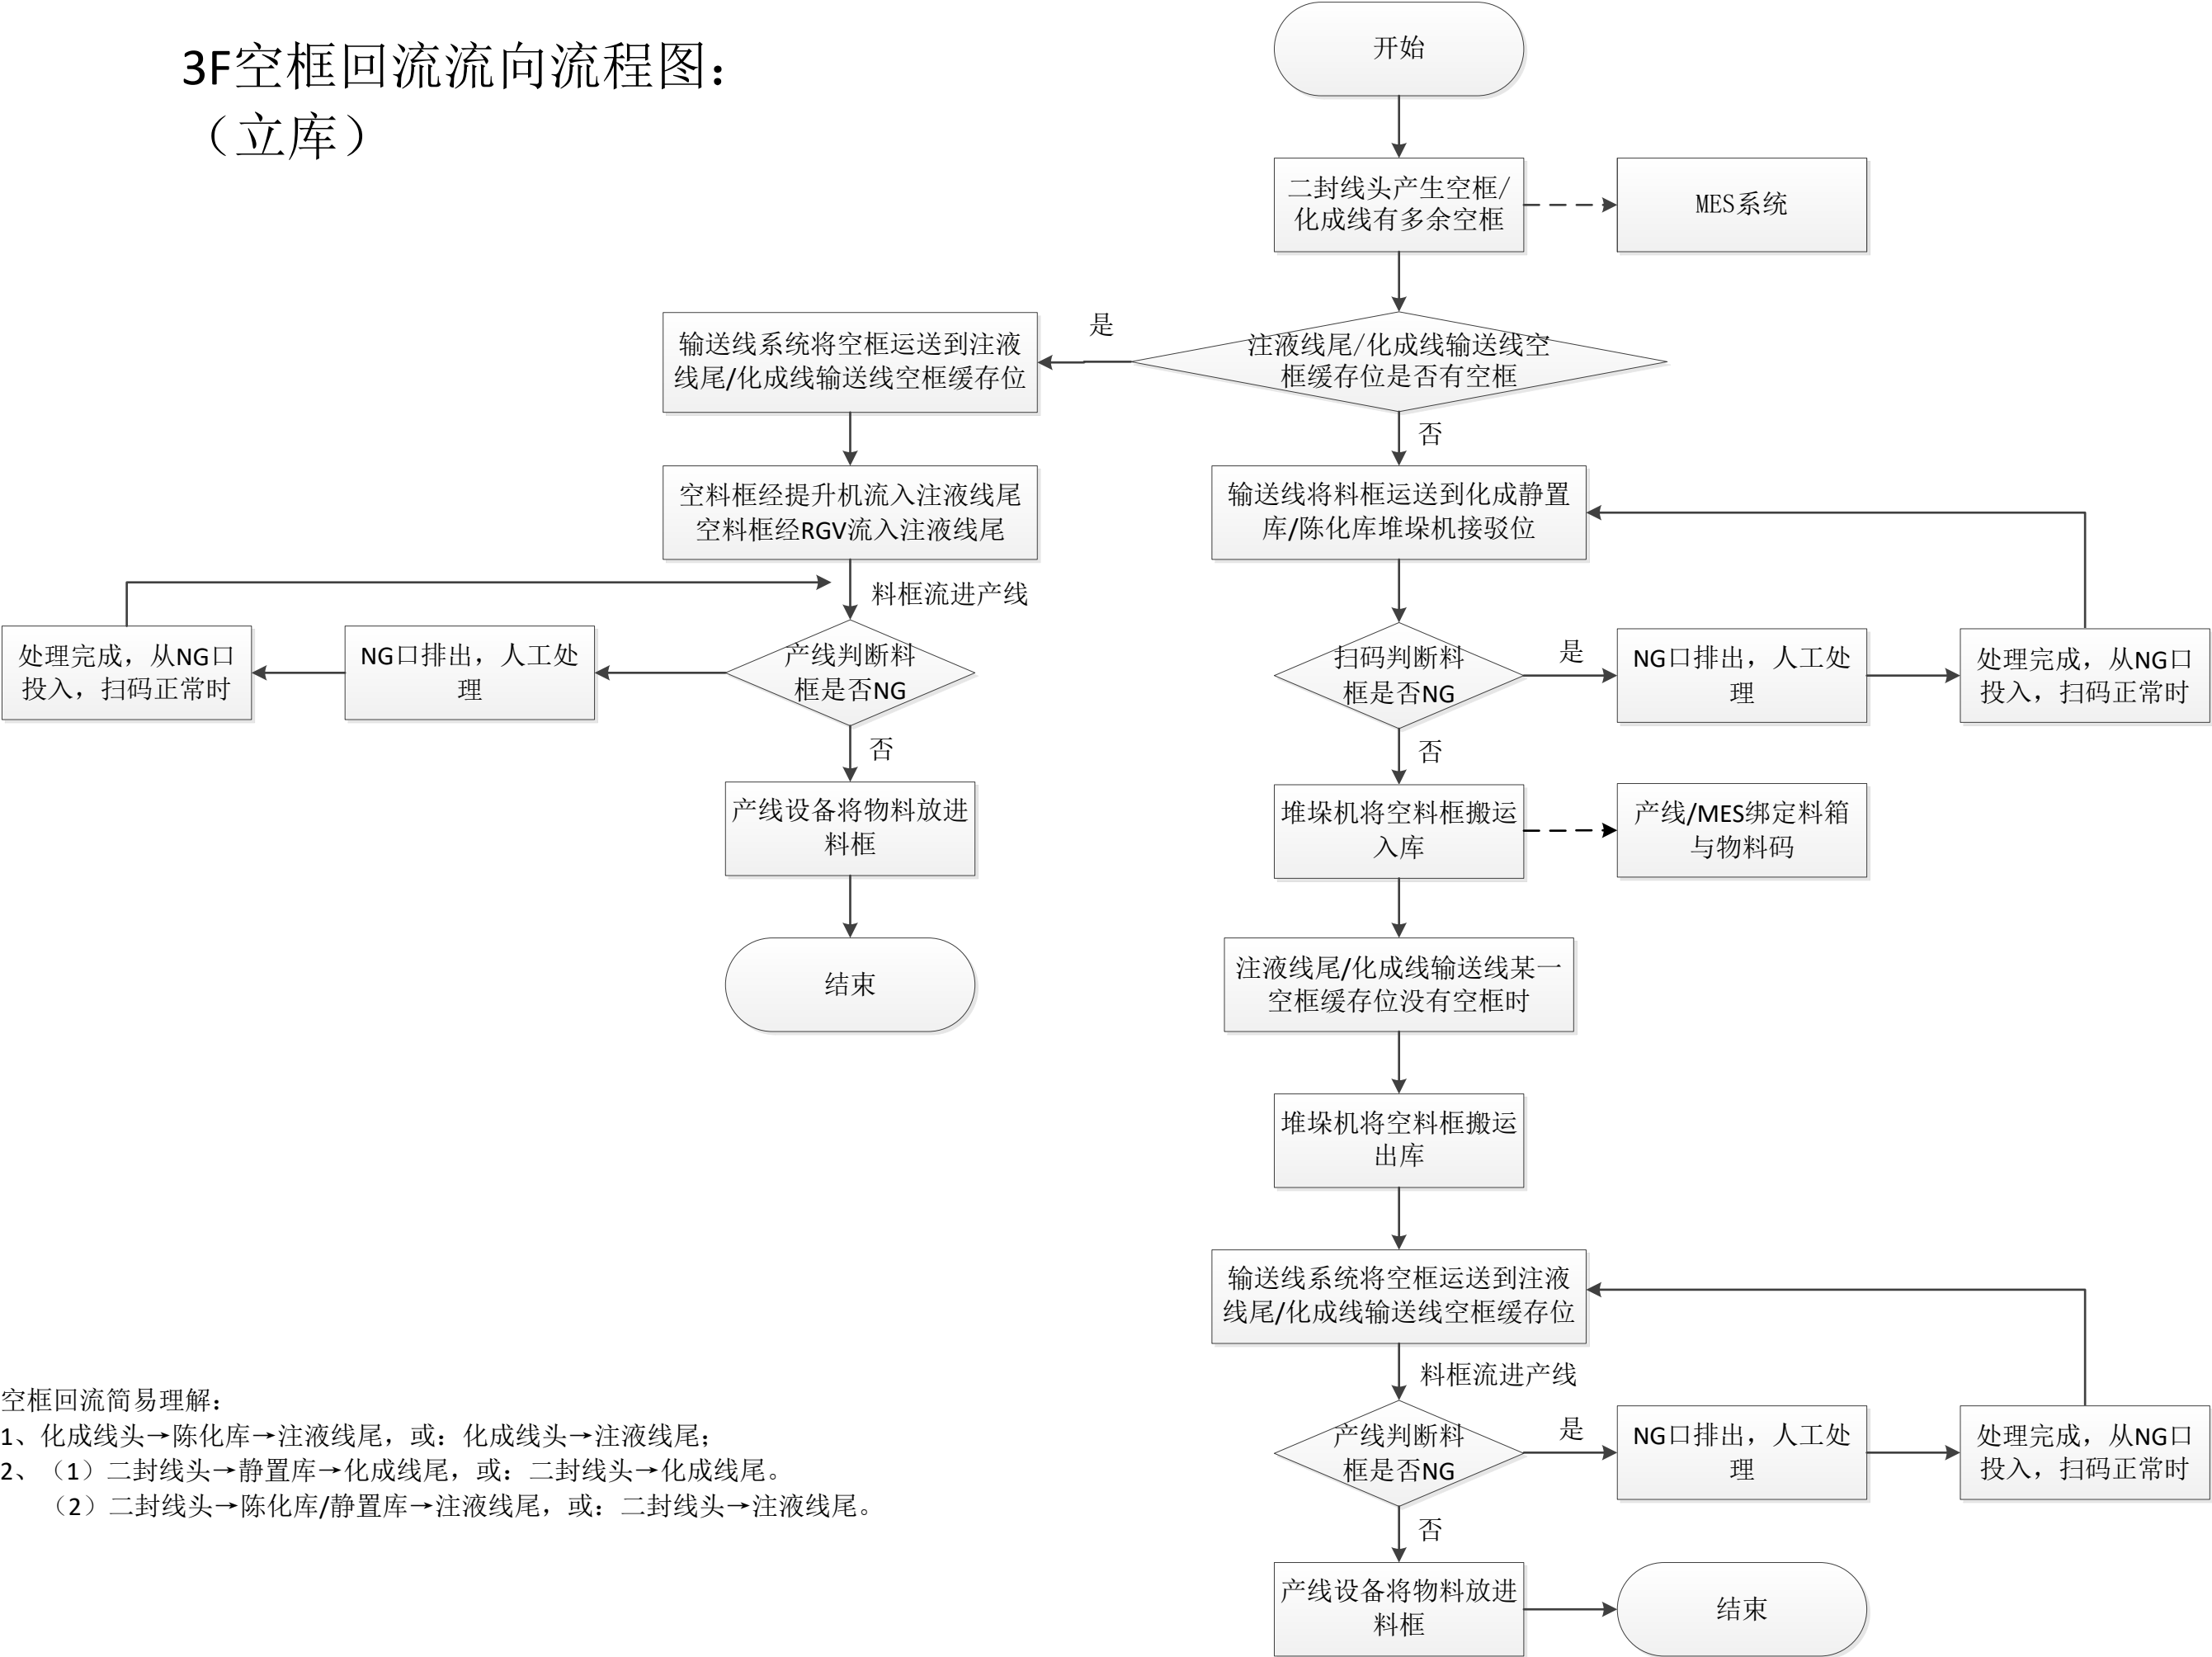 3F空框回流流向流程图：
（立库）
开始
二封线头产生空框/
化成线有多余空框
MES系统
注液线尾/化成线输送线空
框缓存位是否有空框
是
否
输送线系统将空框运送到注液
线尾/化成线输送线空框缓存位
空料框经提升机流入注液线尾
空料框经RGV流入注液线尾
料框流进产线
产线判断料
框是否NG
NG口排出，人工处
理
处理完成，从NG口
投入，扫码正常时
否
产线设备将物料放进
料框
结束
输送线将料框运送到化成静置
库/陈化库堆垛机接驳位
扫码判断料
框是否NG
是
NG口排出，人工处
理
处理完成，从NG口
投入，扫码正常时
否
堆垛机将空料框搬运
入库
产线/MES绑定料箱
与物料码
注液线尾/化成线输送线某一
空框缓存位没有空框时
堆垛机将空料框搬运
出库
输送线系统将空框运送到注液
线尾/化成线输送线空框缓存位
料框流进产线
产线判断料
框是否NG
是
NG口排出，人工处
理
处理完成，从NG口
投入，扫码正常时
否
产线设备将物料放进
料框
结束
空框回流简易理解：
1、化成线头→陈化库→注液线尾，或：化成线头→注液线尾；
2、（1）二封线头→静置库→化成线尾，或：二封线头→化成线尾。
（2）二封线头→陈化库/静置库→注液线尾，或：二封线头→注液线尾。